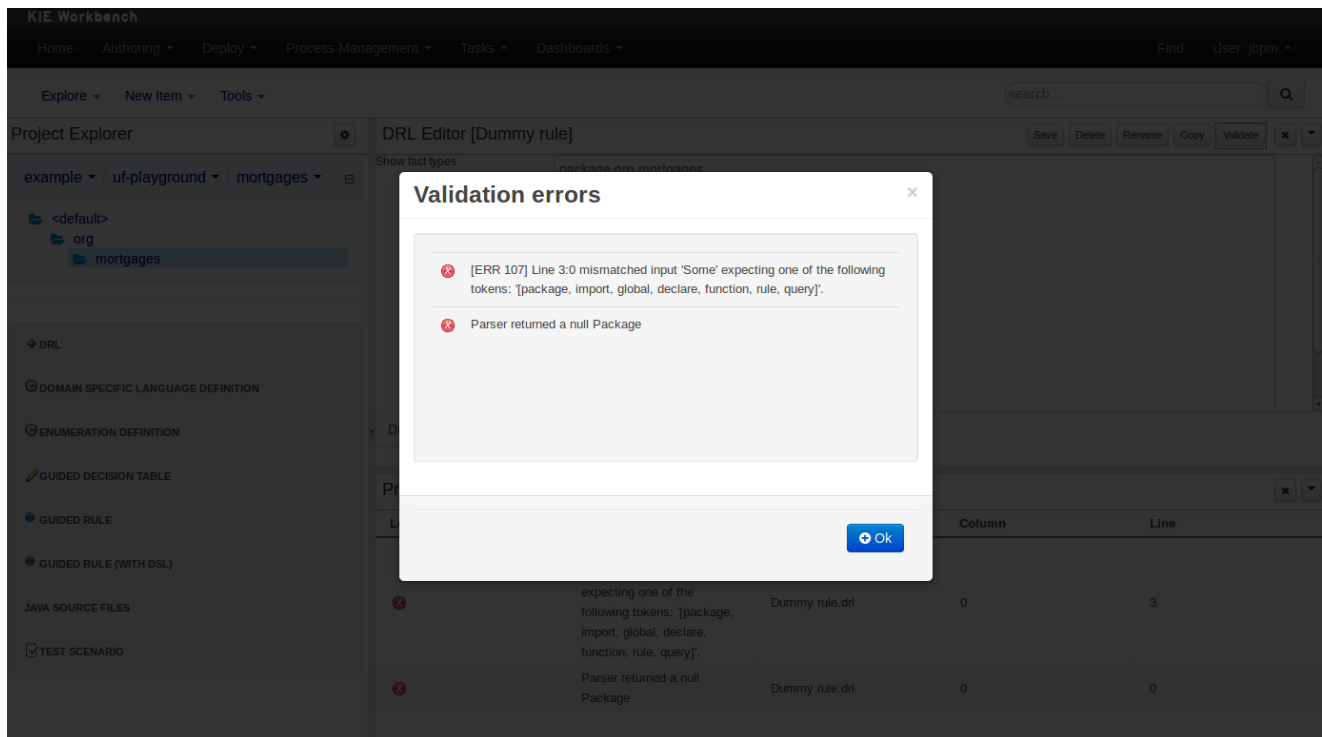 KIE Workbench
Home Authoring Deploy Process Management Tasks Dashboards Find User: jbpm
Explore New Item Tools search...
Project Explorer
DRL Editor [Dummy rule]
Save Delete Rename Copy Validate
example / uf-playground / mortgages
<default>
org
mortgages
DRL
DOMAIN SPECIFIC LANGUAGE DEFINITION
ENUMERATION DEFINITION
GUIDED DECISION TABLE
GUIDED RULE
GUIDED RULE (WITH DSL)
JAVA SOURCE FILES
TEST SCENARIO
Show fact types
package org.mortgages
Validation errors
[ERR 107] Line 3:0 mismatched input 'Some' expecting one of the following
tokens: '[package, import, global, declare, function, rule, query]'.
Parser returned a null Package
Ok
Column Line
expecting one of the
following tokens: '[package,
import, global, declare,
function, rule, query]'.
Dummy rule.drl 0 3
Parser returned a null
Package
Dummy rule.drl 0 0